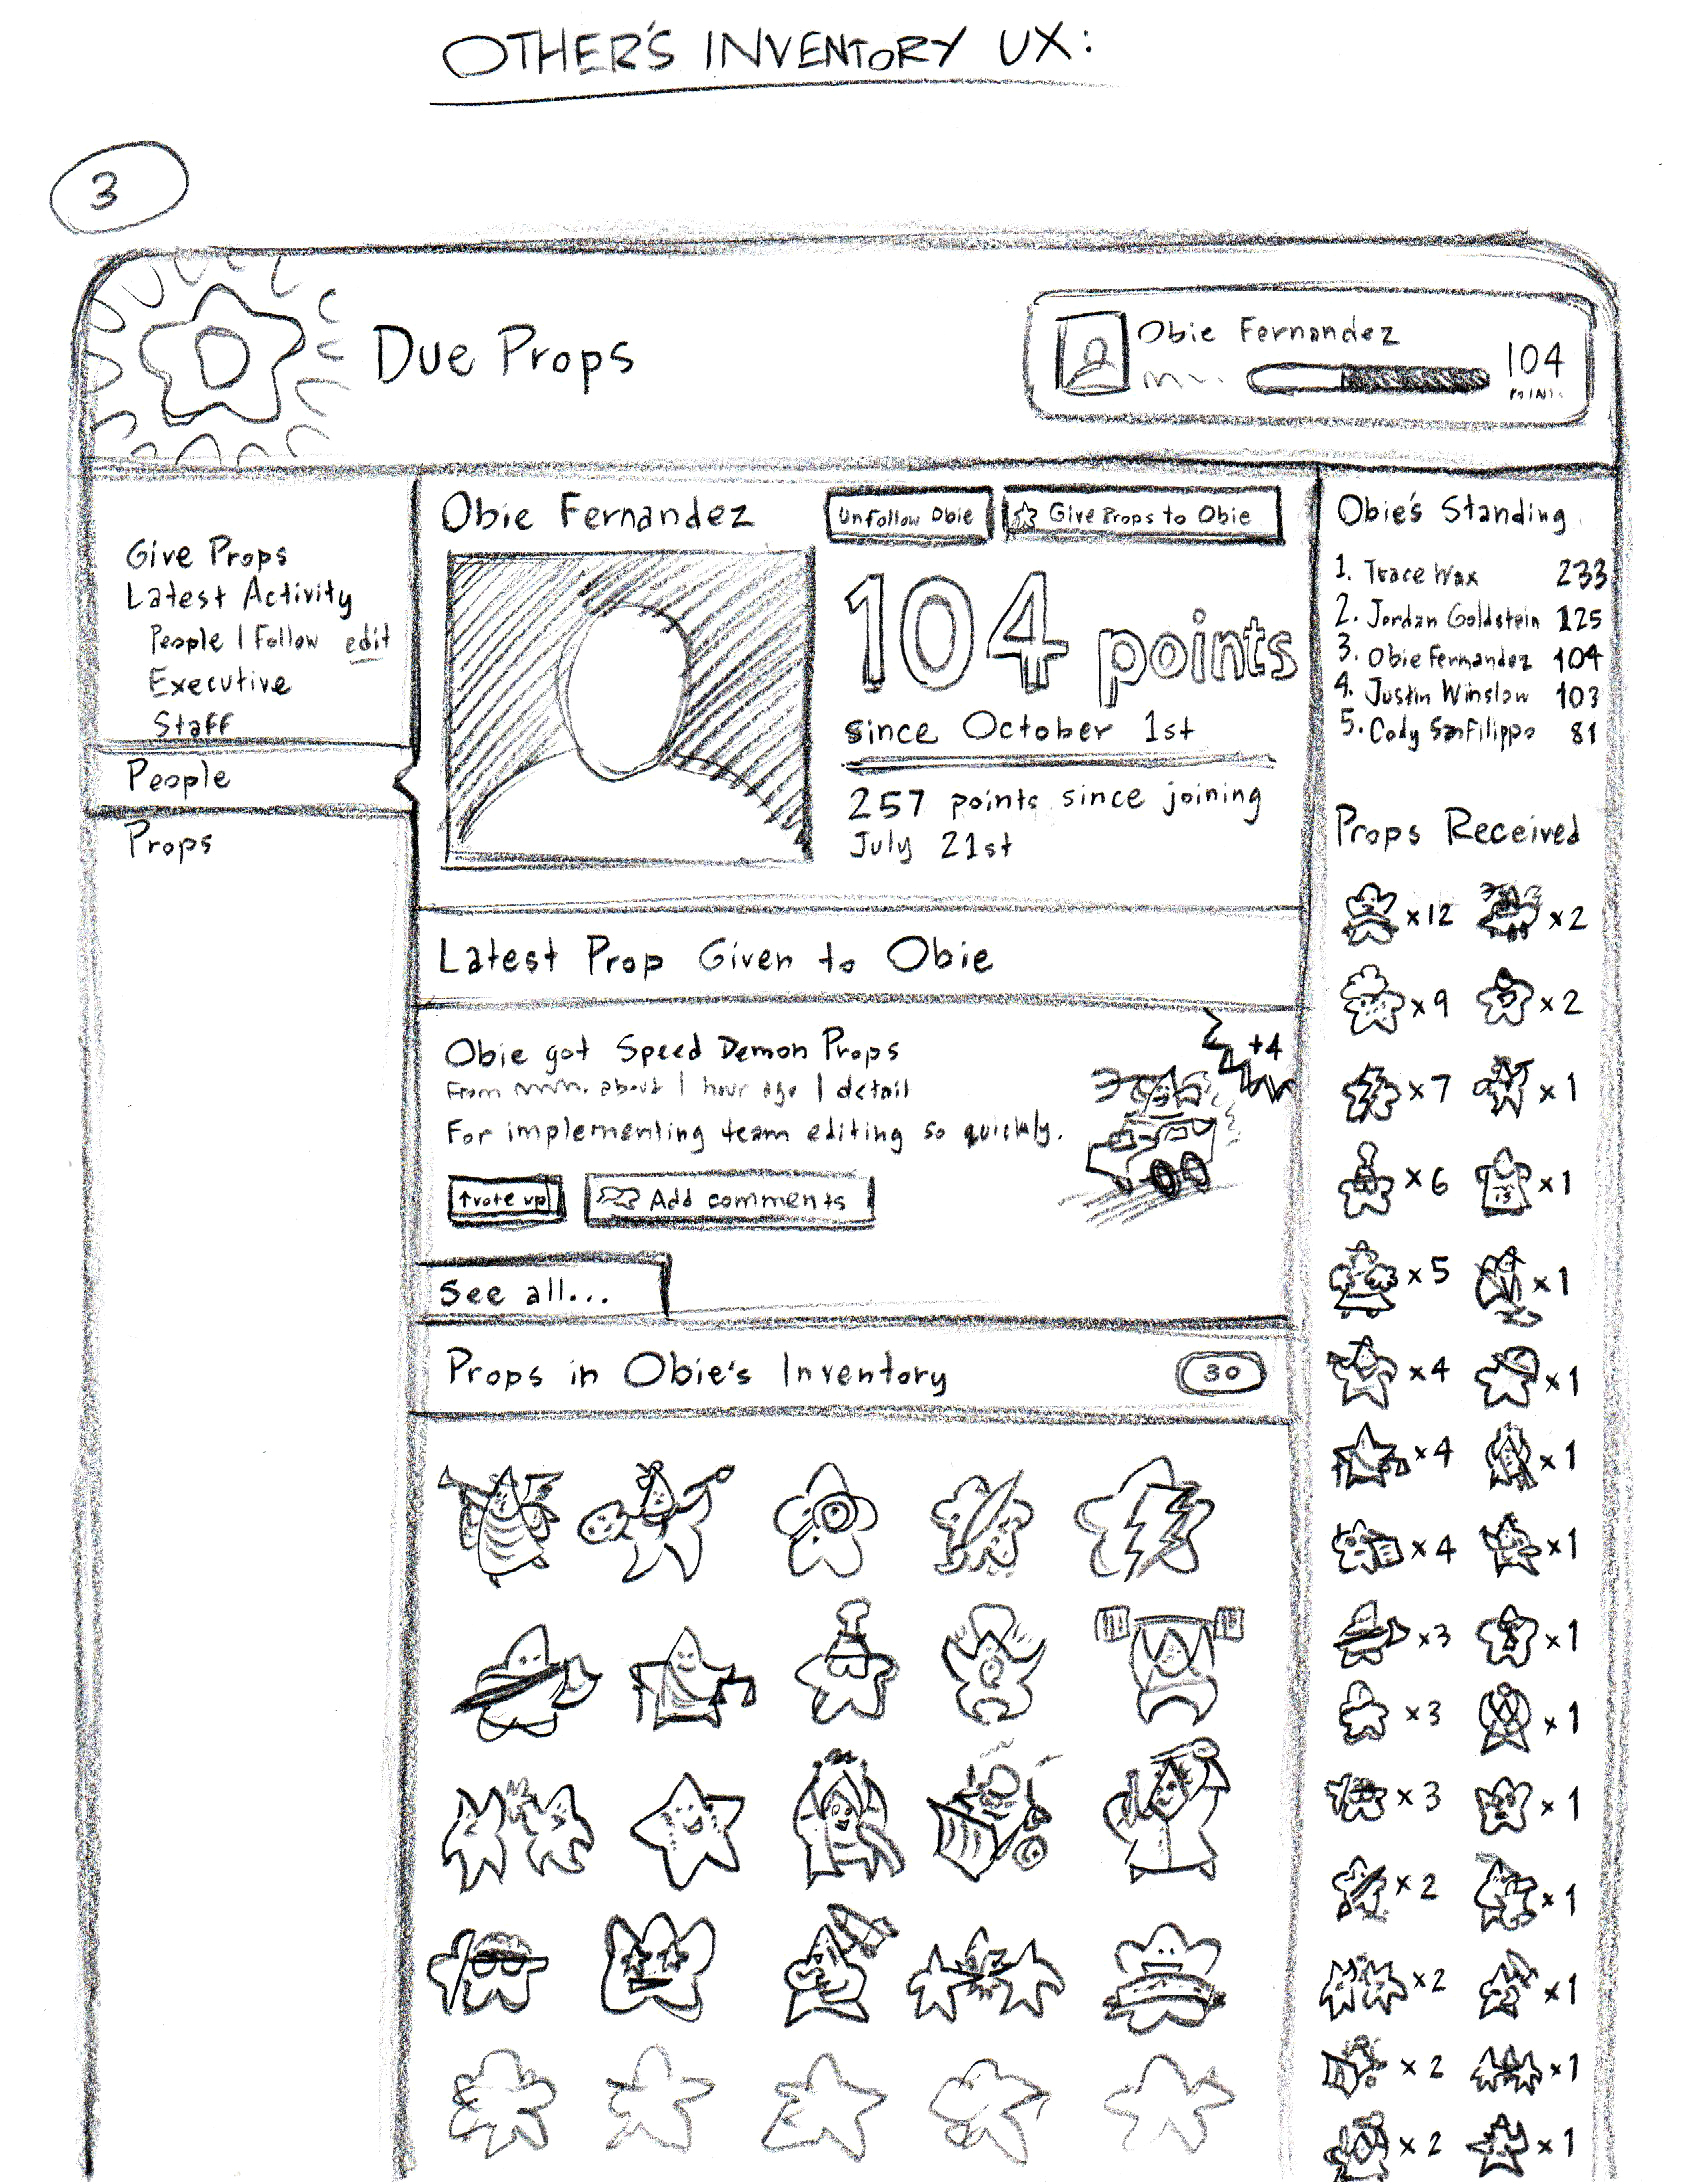 OTHER'S INVENTORY UX:
3
Due Props
Obie Fernandez
104
POINTS
Give Props
Latest Activity
People I Follow edit
Executive
Staff
People
Props
Obie Fernandez
Unfollow Obie
Give Props to Obie
104 points
since October 1st
257 points since joining
July 21st
Latest Prop Given to Obie
Obie got Speed Demon Props
From about 1 hour ago | detail
For implementing team editing so quickly.
+4
↑vote up
Add comments
See all...
Props in Obie's Inventory
30
Obie's Standing
1. Trace Wax 233
2. Jordan Goldstein 125
3. Obie Fernandez 104
4. Justin Winslow 103
5. Cody SanFilippo 81
Props Received
x12 x2
x9 x2
x7 x1
x6 x1
x5 x1
x4 x1
x4 x1
x4 x1
x3 x1
x3 x1
x3 x1
x2 x1
x2 x1
x2 x1
x2 x1